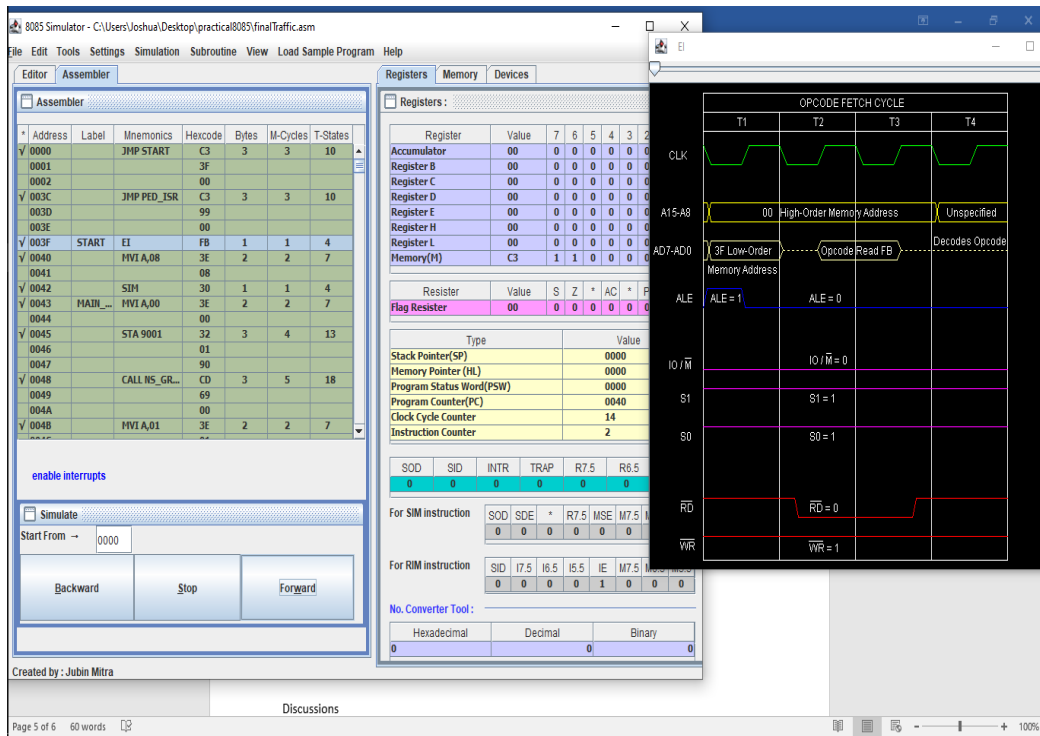 8085 Simulator - C:\Users\Joshua\Desktop\practical8085\finalTraffic.asm
File Edit Tools Settings Simulation Subroutine View Load Sample Program Help
Editor Assembler
Assembler
* Address Label Mnemonics Hexcode Bytes M-Cycles T-States
√ 0000 JMP START C3 3 3 10
0001 3F
0002 00
√ 003C JMP PED_ISR C3 3 3 10
003D 99
003E 00
√ 003F START EI FB 1 1 4
√ 0040 MVI A,08 3E 2 2 7
0041 08
√ 0042 SIM 30 1 1 4
√ 0043 MAIN_... MVI A,00 3E 2 2 7
0044 00
√ 0045 STA 9001 32 3 4 13
0046 01
0047 90
√ 0048 CALL NS_GR... CD 3 5 18
0049 69
004A 00
√ 004B MVI A,01 3E 2 2 7
enable interrupts
Simulate
Start From → 0000
Backward Stop Forward
Created by : Jubin Mitra
Registers Memory Devices
Registers :
Register Value 7 6 5 4 3 2
Accumulator 00 0 0 0 0 0 0
Register B 00 0 0 0 0 0 0
Register C 00 0 0 0 0 0 0
Register D 00 0 0 0 0 0 0
Register E 00 0 0 0 0 0 0
Register H 00 0 0 0 0 0 0
Register L 00 0 0 0 0 0 0
Memory(M) C3 1 1 0 0 0 0
Resister Value S Z * AC * P
Flag Resister 00 0 0 0 0 0 0
Type Value
Stack Pointer(SP) 0000
Memory Pointer (HL) 0000
Program Status Word(PSW) 0000
Program Counter(PC) 0040
Clock Cycle Counter 14
Instruction Counter 2
SOD SID INTR TRAP R7.5 R6.5
0 0 0 0 0 0
For SIM instruction SOD SDE * R7.5 MSE M7.5
0 0 0 0 0 0
For RIM instruction SID I7.5 I6.5 I5.5 IE M7.5
0 0 0 0 1 0 0 0
No. Converter Tool :
Hexadecimal Decimal Binary
0 0 0
EI
OPCODE FETCH CYCLE
T1 T2 T3 T4
CLK
A15-A8 00 High-Order Memory Address Unspecified
AD7-AD0 3F Low-Order Opcode Read FB Decodes Opcode
Memory Address
ALE ALE = 1 ALE = 0
IO / M̅ IO / M̅ = 0
S1 S1 = 1
S0 S0 = 1
R̅D̅ R̅D̅ = 0
W̅R̅ W̅R̅ = 1
Discussions
Page 5 of 6 60 words 100%